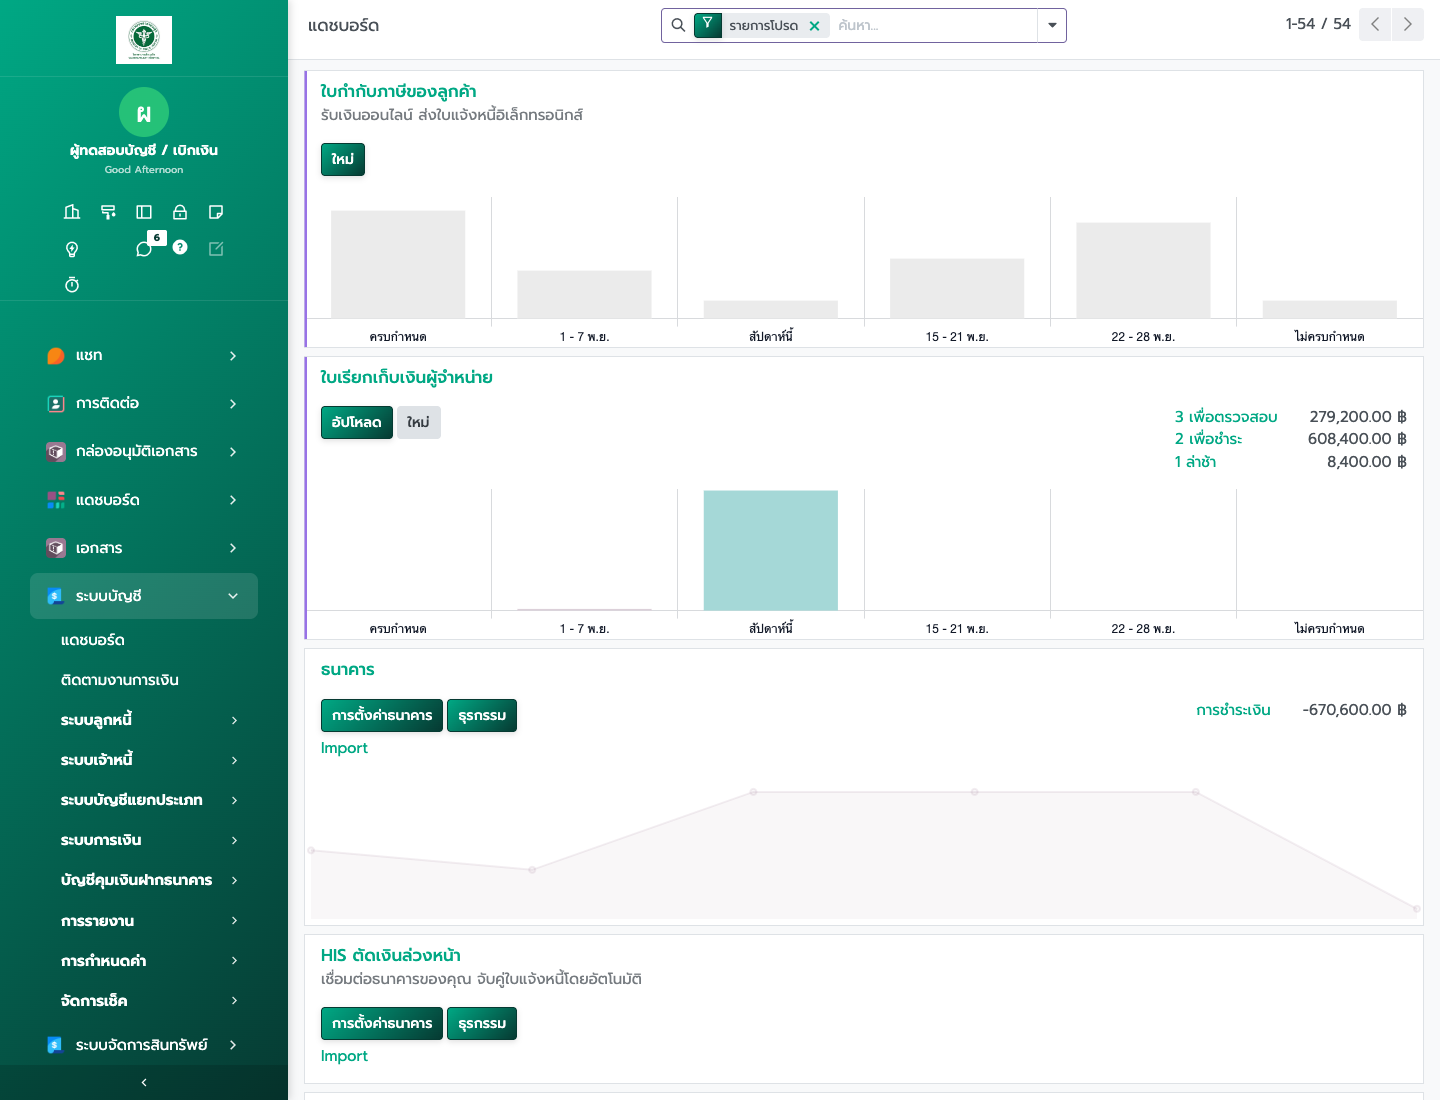 ผ
ผู้ทดสอบบัญชี / เบิกเงิน
Good Afternoon
6
แชท
การติดต่อ
กล่องอนุมัติเอกสาร
แดชบอร์ด
เอกสาร
ระบบบัญชี
แดชบอร์ด
ติดตามงานการเงิน
ระบบลูกหนี้
ระบบเจ้าหนี้
ระบบบัญชีแยกประเภท
ระบบการเงิน
บัญชีคุมเงินฝากธนาคาร
การรายงาน
การกำหนดค่า
จัดการเช็ค
ระบบจัดการสินทรัพย์
แดชบอร์ด
รายการโปรด
ค้นหา...
1-54 / 54
ใบกำกับภาษีของลูกค้า
รับเงินออนไลน์ ส่งใบแจ้งหนี้อิเล็กทรอนิกส์
ใหม่
ครบกำหนด 1 - 7 พ.ย. สัปดาห์นี้ 15 - 21 พ.ย. 22 - 28 พ.ย. ไม่ครบกำหนด
ใบเรียกเก็บเงินผู้จำหน่าย
อัปโหลด ใหม่
3 เพื่อตรวจสอบ 279,200.00 ฿
2 เพื่อชำระ 608,400.00 ฿
1 ล่าช้า 8,400.00 ฿
ครบกำหนด 1 - 7 พ.ย. สัปดาห์นี้ 15 - 21 พ.ย. 22 - 28 พ.ย. ไม่ครบกำหนด
ธนาคาร
การตั้งค่าธนาคาร ธุรกรรม
การชำระเงิน -670,600.00 ฿
Import
HIS ตัดเงินล่วงหน้า
เชื่อมต่อธนาคารของคุณ จับคู่ใบแจ้งหนี้โดยอัตโนมัติ
การตั้งค่าธนาคาร ธุรกรรม
Import